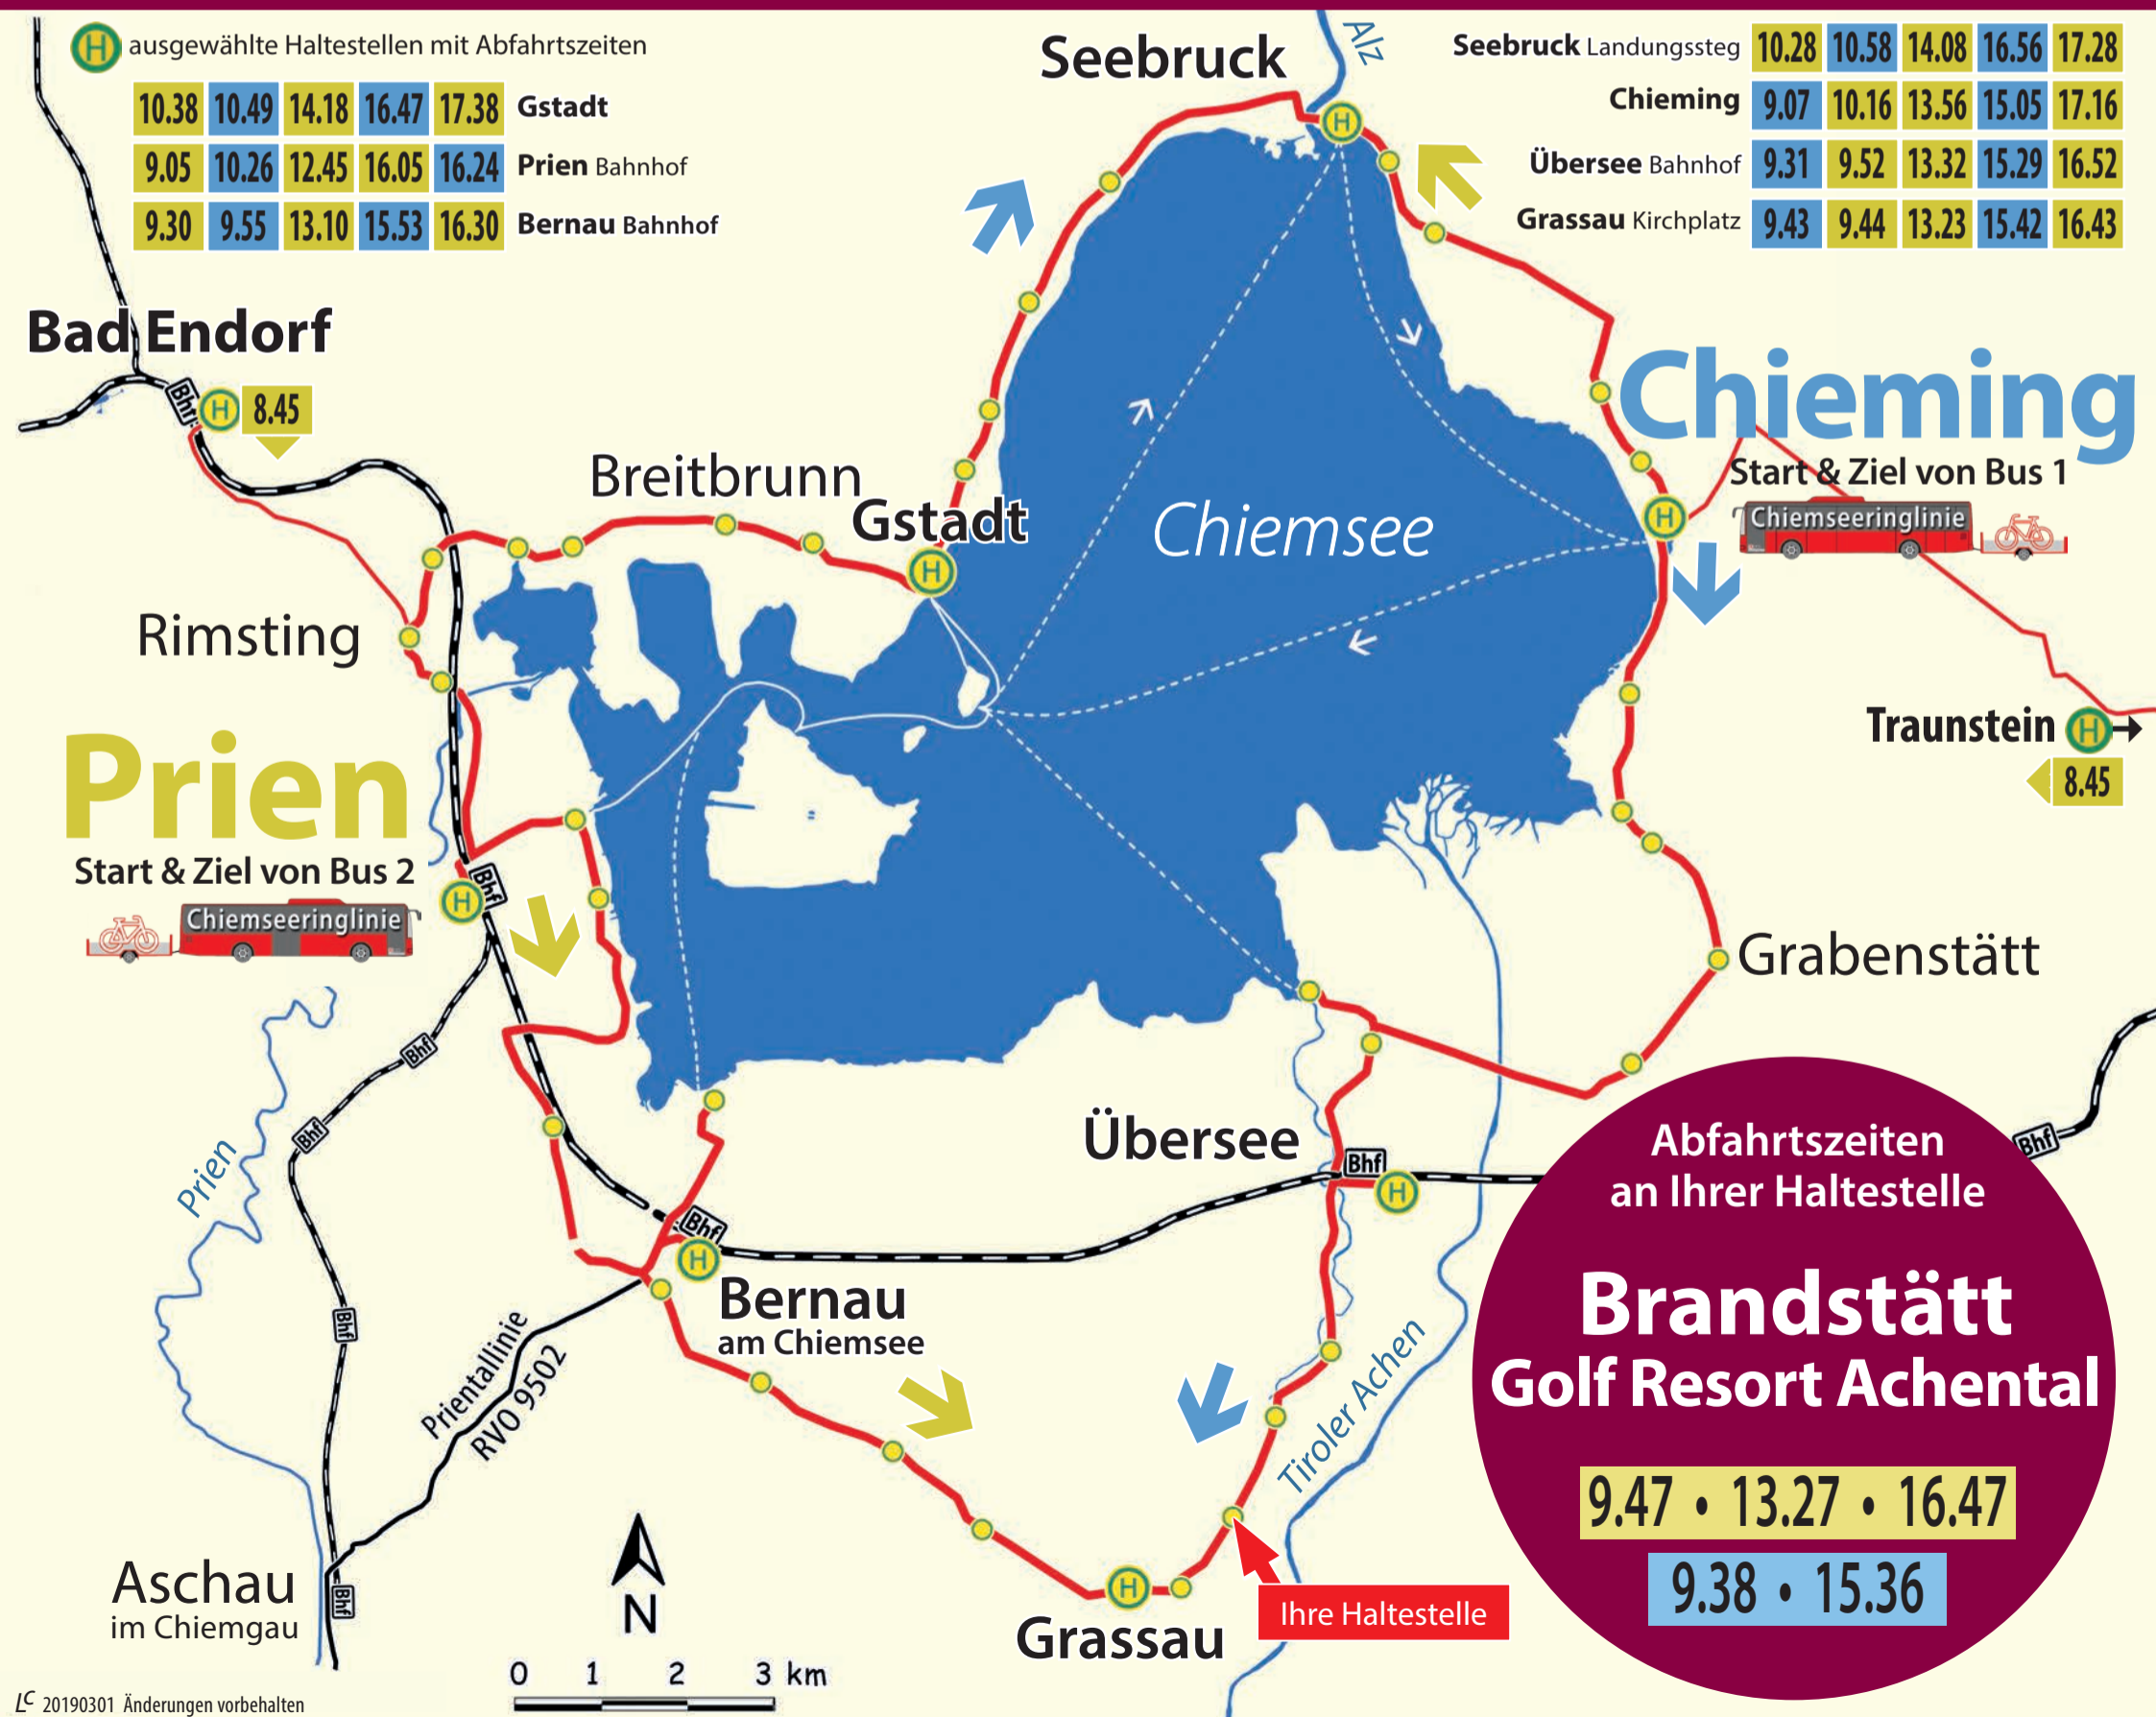 H ausgewählte Haltestellen mit Abfahrtszeiten
10.38 10.49 14.18 16.47 17.38 Gstadt
9.05 10.26 12.45 16.05 16.24 Prien Bahnhof
9.30 9.55 13.10 15.53 16.30 Bernau Bahnhof
Seebruck Landungssteg 10.28 10.58 14.08 16.56 17.28
Chieming 9.07 10.16 13.56 15.05 17.16
Übersee Bahnhof 9.31 9.52 13.32 15.29 16.52
Grassau Kirchplatz 9.43 9.44 13.23 15.42 16.43
Seebruck
Alz
H
Bad Endorf
Bhf H 8.45
Chieming
Start & Ziel von Bus 1
H
Chiemseeringlinie
Breitbrunn
Gstadt
H
Chiemsee
Rimsting
Traunstein H
8.45
Prien
Start & Ziel von Bus 2
Bhf
H
Chiemseeringlinie
Grabenstätt
Bhf
Bhf
Prien
Übersee
Bhf
H
Bhf
Bhf
H
Bernau
am Chiemsee
Bhf
Prientallinie
RVO 9502
Tiroler Achen
Abfahrtszeiten
an Ihrer Haltestelle
Brandstätt
Golf Resort Achental
9.47 • 13.27 • 16.47
9.38 • 15.36
Aschau
im Chiemgau
Bhf
N
H
Grassau
Ihre Haltestelle
0 1 2 3 km
LC 20190301 Änderungen vorbehalten